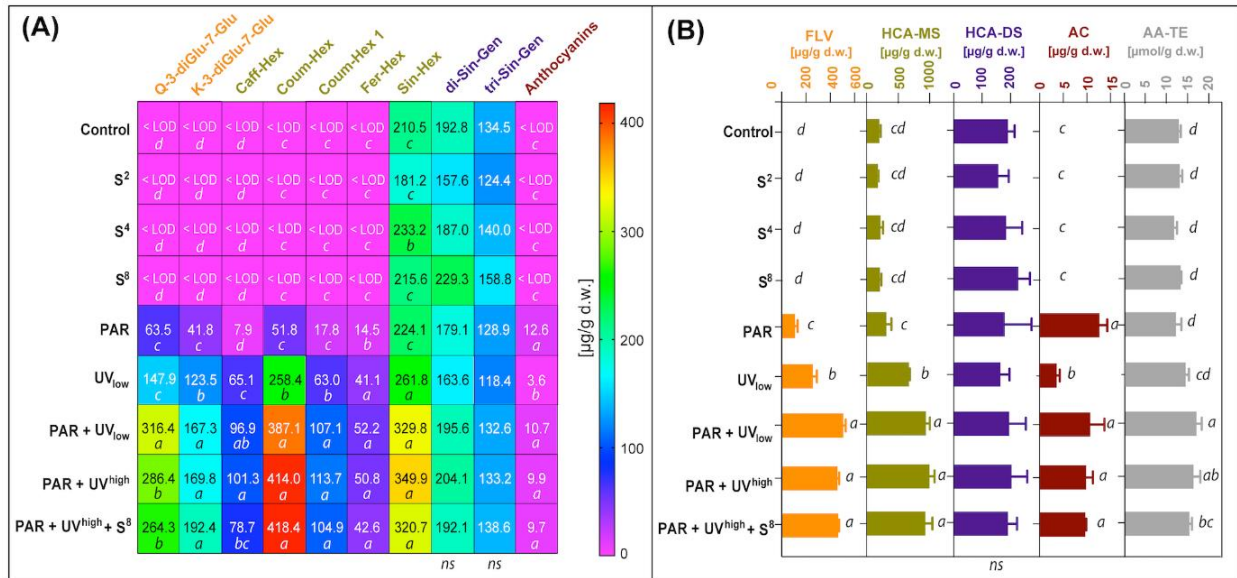 (A)
Q-3-diGlu-7-Glu
K-3-diGlu-7-Glu
Caff-Hex
Coum-Hex
Coum-Hex 1
Fer-Hex
Sin-Hex
di-Sin-Gen
tri-Sin-Gen
Anthocyanins
Control
< LOD < LOD < LOD < LOD < LOD < LOD 210.5 192.8 134.5 < LOD
d d d c c c c c
S²
< LOD < LOD < LOD < LOD < LOD < LOD 181.2 157.6 124.4 < LOD
d d d c c c c c
S⁴
< LOD < LOD < LOD < LOD < LOD < LOD 233.2 187.0 140.0 < LOD
d d d c c c b c
S⁸
< LOD < LOD < LOD < LOD < LOD < LOD 215.6 229.3 158.8 < LOD
d d d c c c c c
PAR
63.5 41.8 7.9 51.8 17.8 14.5 224.1 179.1 128.9 12.6
c c d c c b c a
UVlow
147.9 123.5 65.1 258.4 63.0 41.1 261.8 163.6 118.4 3.6
c b c b b a a b
PAR + UVlow
316.4 167.3 96.9 387.1 107.1 52.2 329.8 195.6 132.6 10.7
a a ab a a a a a
PAR + UVhigh
286.4 169.8 101.3 414.0 113.7 50.8 349.9 204.1 133.2 9.9
b a a a a a a a
PAR + UVhigh + S⁸
264.3 192.4 78.7 418.4 104.9 42.6 320.7 192.1 138.6 9.7
b a bc a a a a a
ns ns
400
300
200
100
0
[µg/g d.w.]
(B)
FLV
[µg/g d.w.]
0 200 400 600
HCA-MS
[µg/g d.w.]
0 500 1000
HCA-DS
[µg/g d.w.]
0 100 200
AC
[µg/g d.w.]
0 5 10 15
AA-TE
[µmol/g d.w.]
0 5 10 15 20
Control d cd c d
S² d cd c d
S⁴ d cd c d
S⁸ d cd c d
PAR c c a d
UVlow b b b cd
PAR + UVlow a a a a
PAR + UVhigh a a a ab
PAR + UVhigh + S⁸ a a a bc
ns